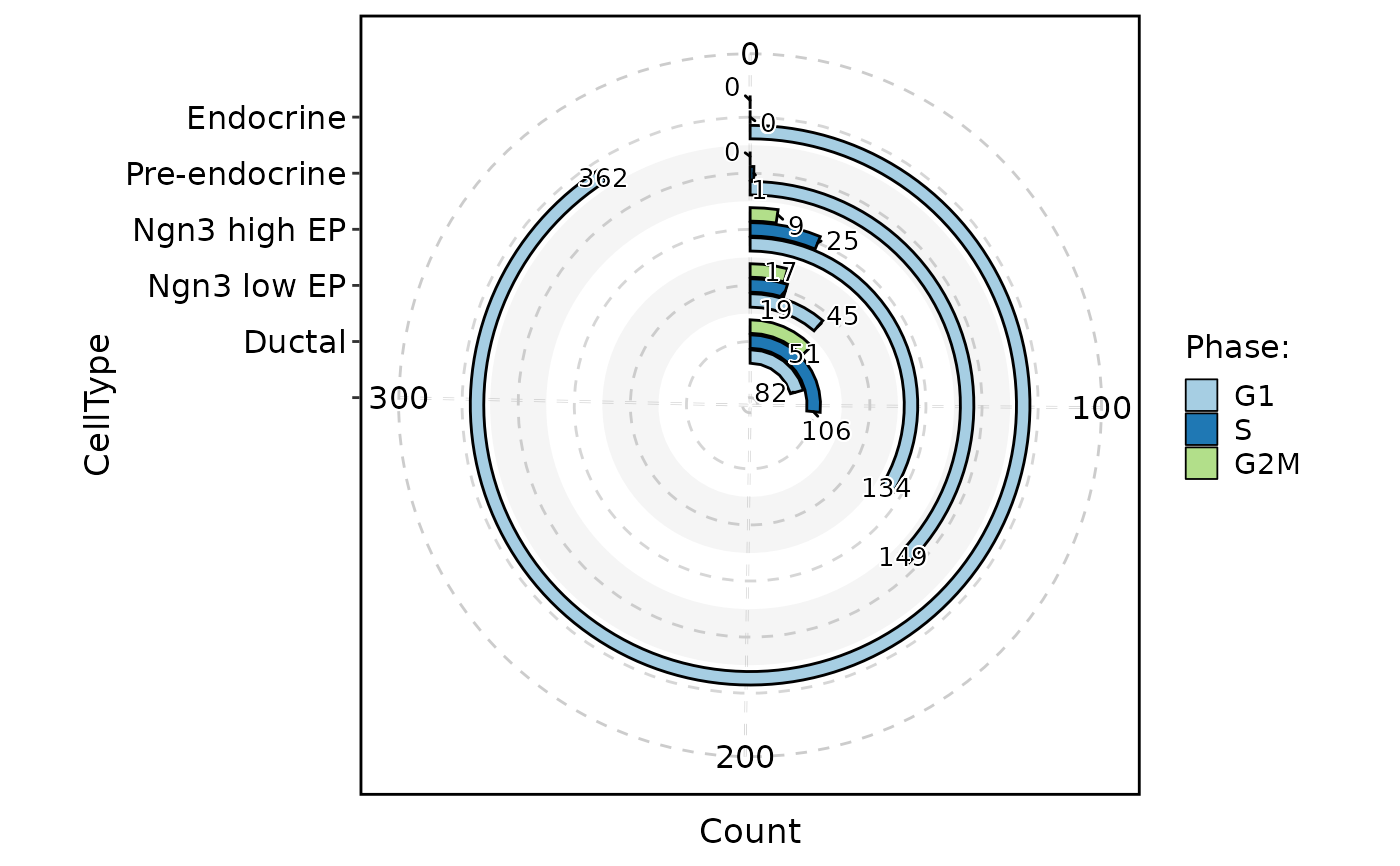 0
0
Endocrine
0
0
Pre-endocrine
362
1
Ngn3 high EP
9
25
17
Ngn3 low EP
19
45
Ductal
51
82
300
100
106
134
149
200
CellType
Count
Phase:
G1
S
G2M